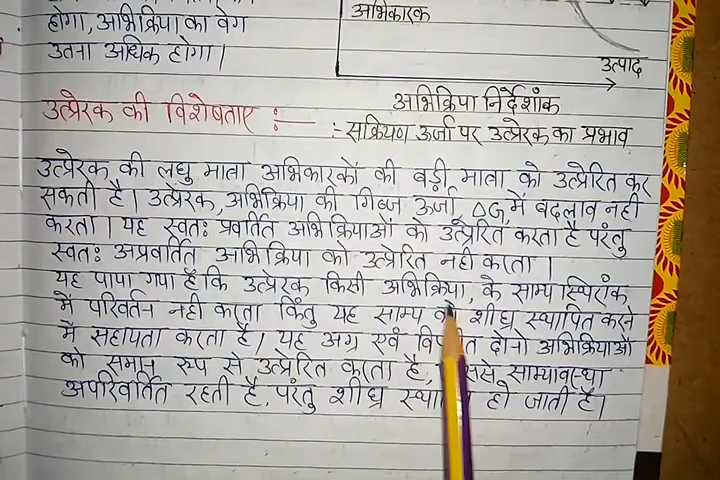 होगा, अभिक्रिया का वेग
उतना अधिक होगा।
अभिकारक
उत्पाद
अभिक्रिया निर्देशांक
:- सक्रियण ऊर्जा पर उत्प्रेरक का प्रभाव
उत्प्रेरक की विशेषताए :—
उत्प्रेरक की लघु मात्रा अभिकारकों की बड़ी मात्रा को उत्प्रेरित कर
सकती है। उत्प्रेरक, अभिक्रिया की गिब्ज ऊर्जा, ΔG, में बदलाव नही
करता। यह स्वतः प्रवर्तित अभिक्रियाओं को उत्प्रेरित करता है परंतु
स्वतः अप्रवर्तित अभिक्रिया को उत्प्रेरित नही करता।
यह पाया गया है कि उत्प्रेरक किसी अभिक्रिया, के साम्य स्थिरांक
में परिवर्तन नही करता किंतु यह साम्य को शीघ्र स्थापित करने
में सहायता करता है। यह अग्र एवं दोनो अभिक्रियाओं
को समान रूप से उत्प्रेरित करता है, साम्यावस्था
अपरिवर्तित रहती है, परंतु शीघ्र हो जाती है।